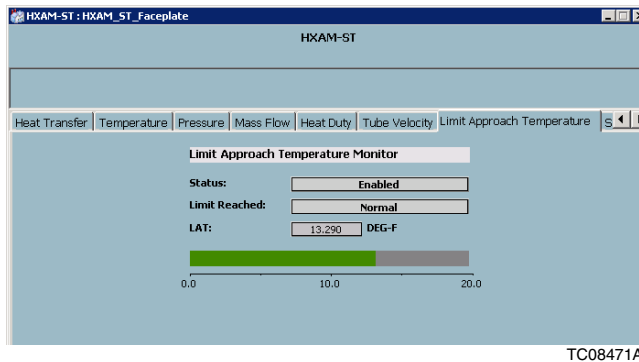 HXAM-ST : HXAM_ST_Faceplate
HXAM-ST
Heat Transfer Temperature Pressure Mass Flow Heat Duty Tube Velocity Limit Approach Temperature S
Limit Approach Temperature Monitor
Status: Enabled
Limit Reached: Normal
LAT: 13.290 DEG-F
0.0 10.0 20.0
TC08471A